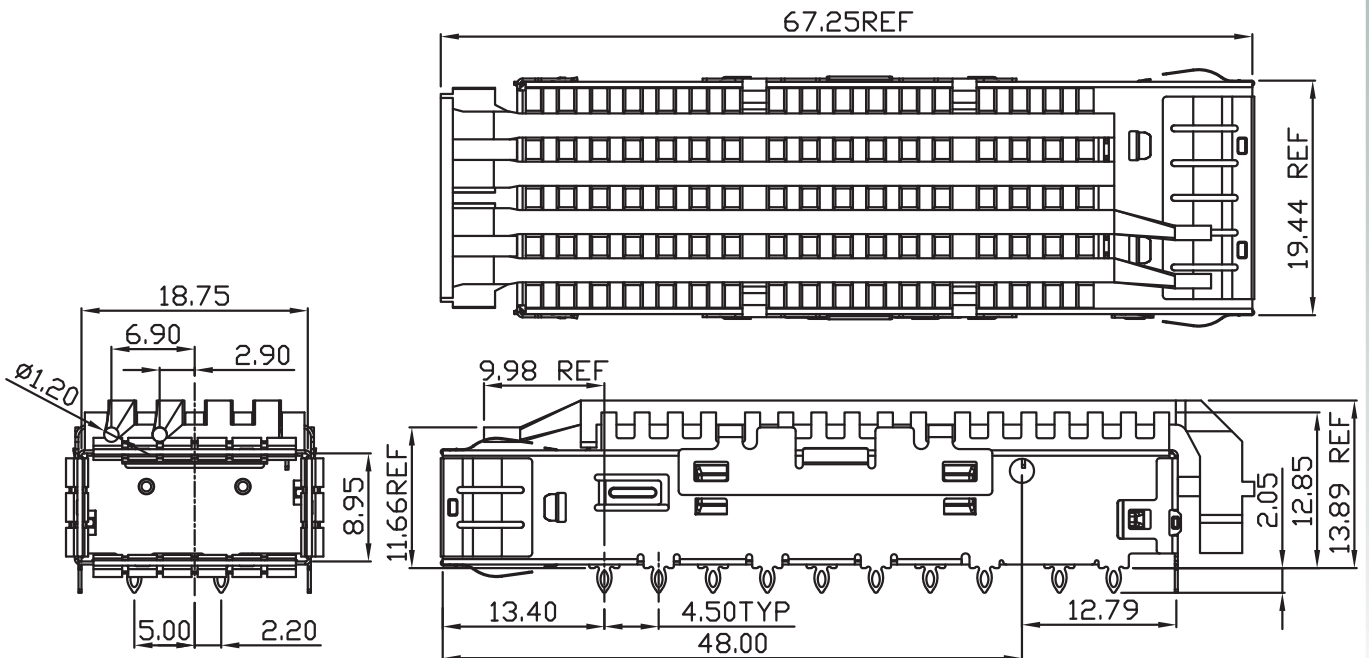 67.25REF
19.44 REF
18.75
6.90
2.90
ø1.20
8.95
5.00
2.20
9.98 REF
11.66REF
2.05
12.85
13.89 REF
13.40
4.50TYP
12.79
48.00